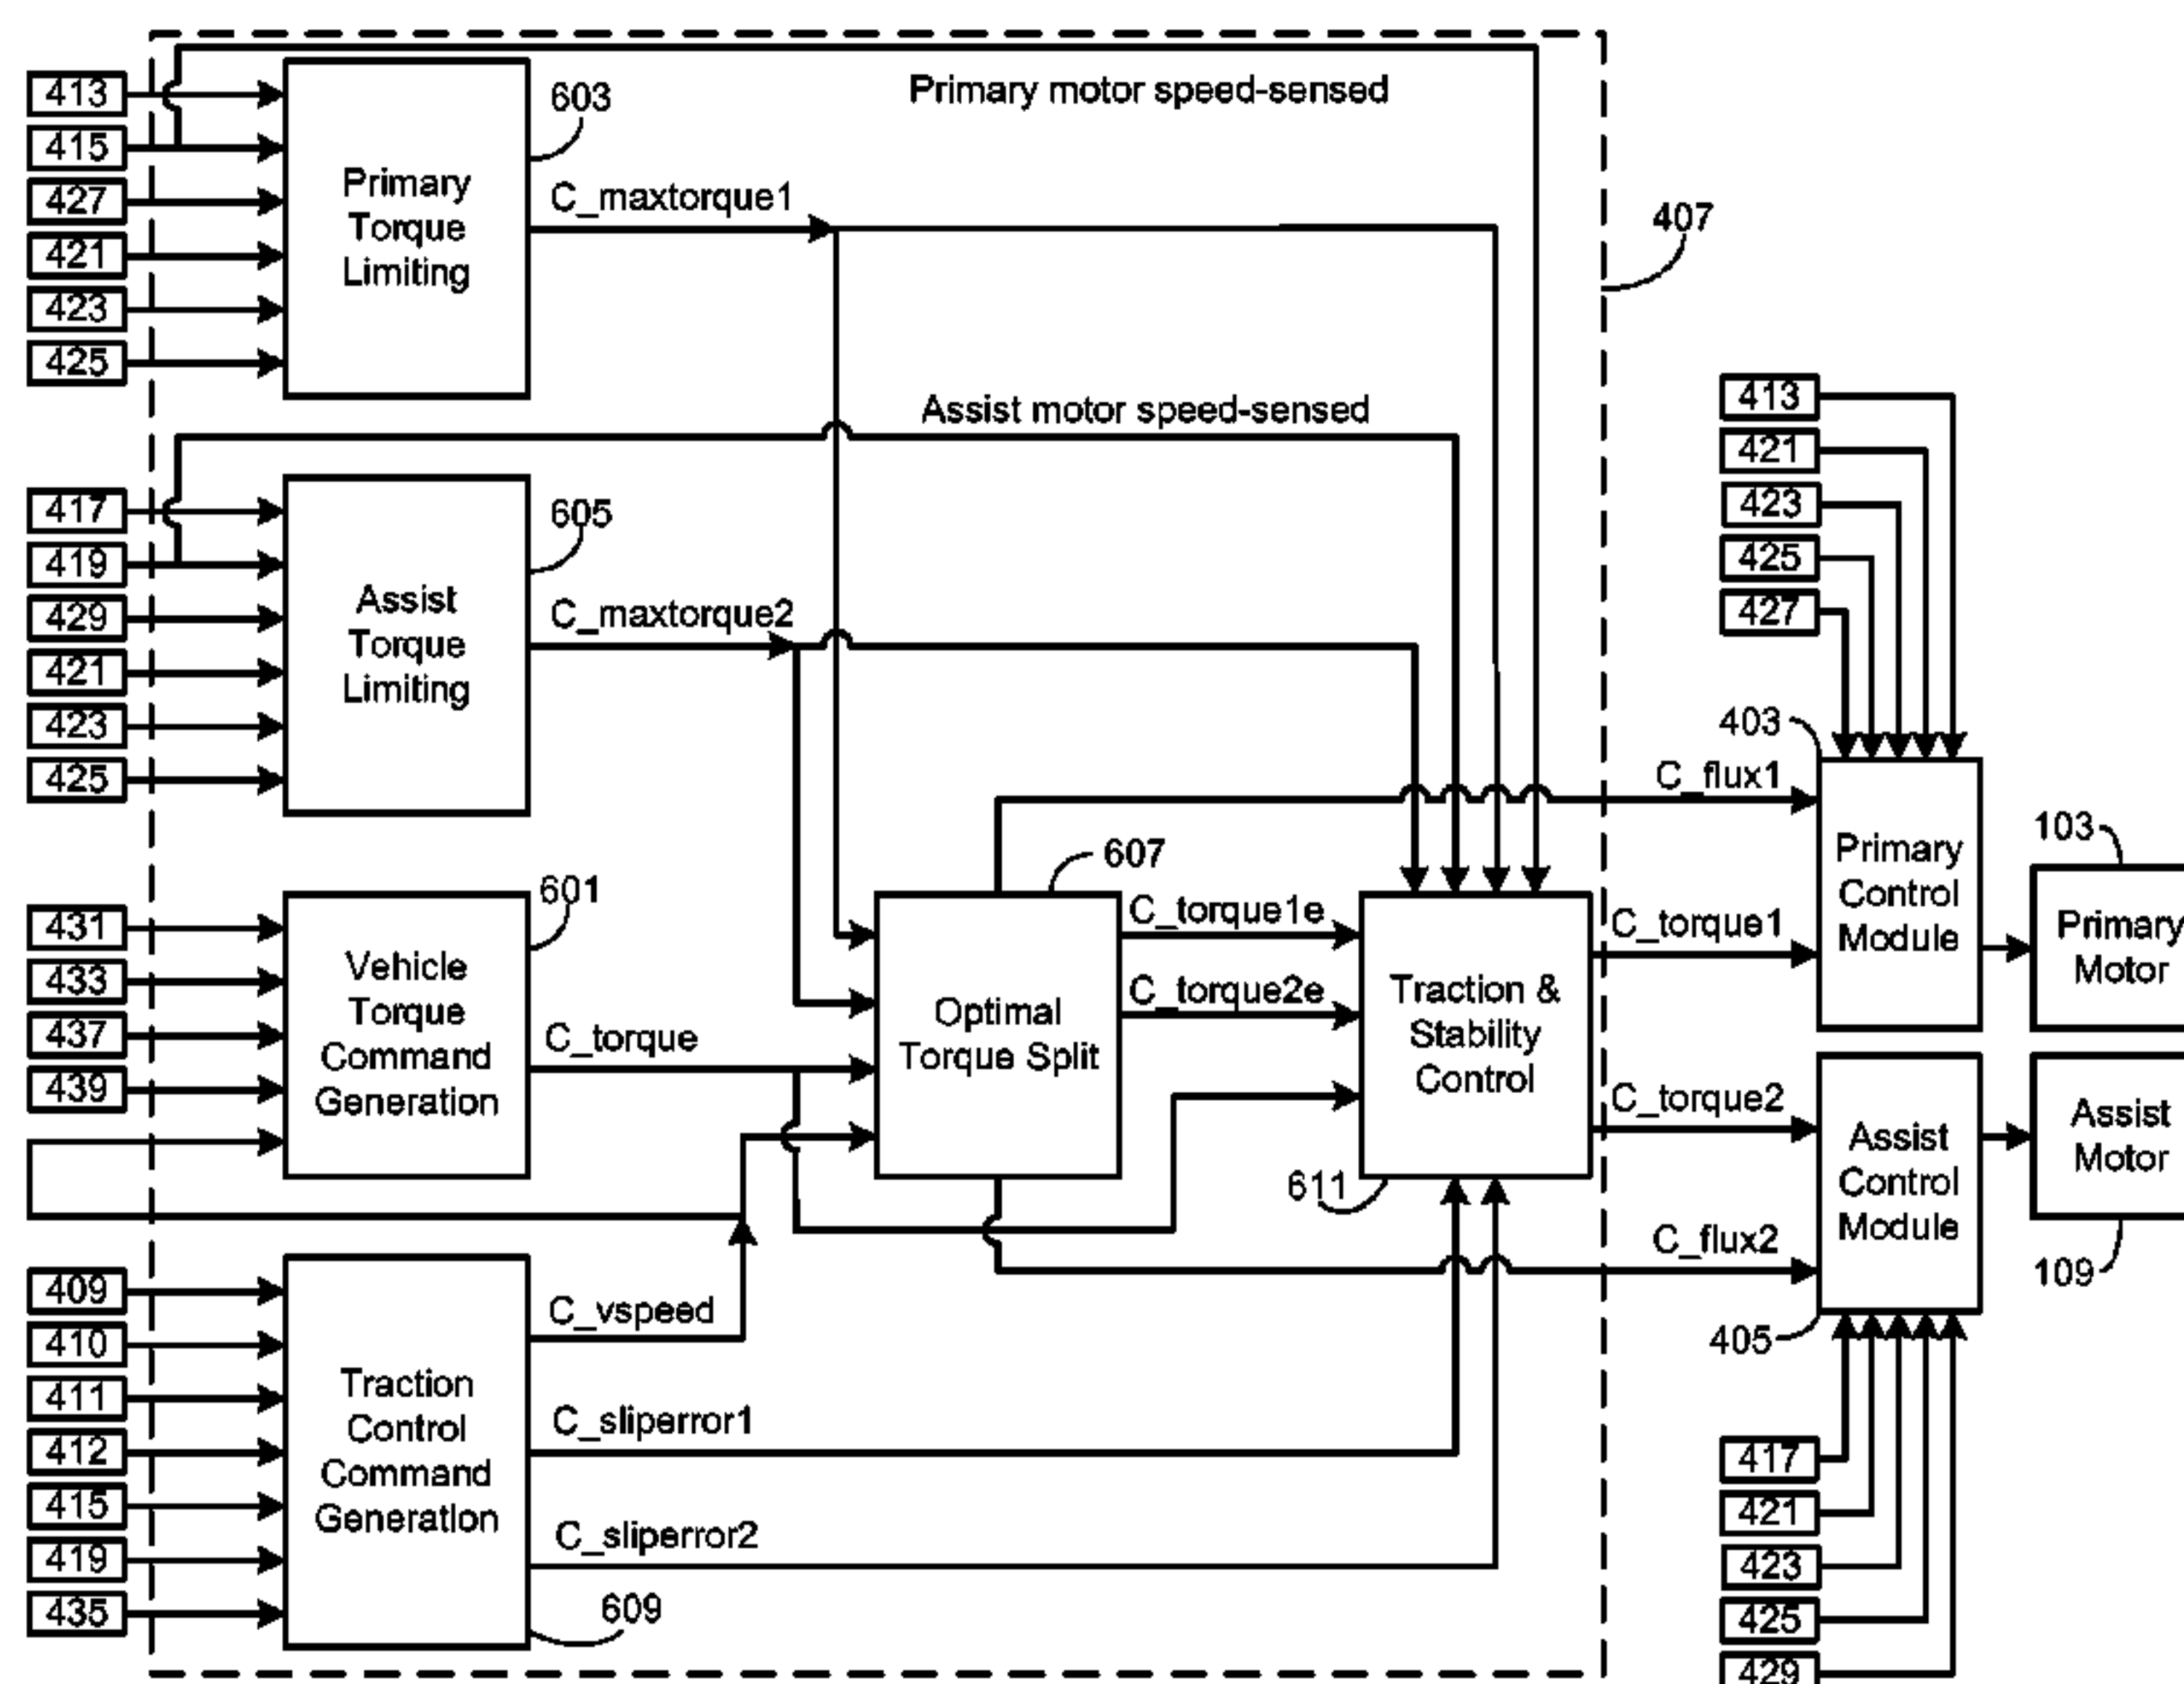 413
415
427
421
423
425
Primary
Torque
Limiting
603
Primary motor speed-sensed
C_maxtorque1
407
417
419
429
421
423
425
Assist
Torque
Limiting
605
Assist motor speed-sensed
C_maxtorque2
431
433
437
439
Vehicle
Torque
Command
Generation
601
C_torque
409
410
411
412
415
419
435
Traction
Control
Command
Generation
609
C_vspeed
C_sliperror1
C_sliperror2
607
Optimal
Torque Split
C_torque1e
C_torque2e
Traction &
Stability
Control
611
C_flux1
C_torque1
C_torque2
C_flux2
413
421
423
425
427
403
Primary
Control
Module
103
Primary
Motor
Assist
Control
Module
405
Assist
Motor
109
417
421
423
425
429